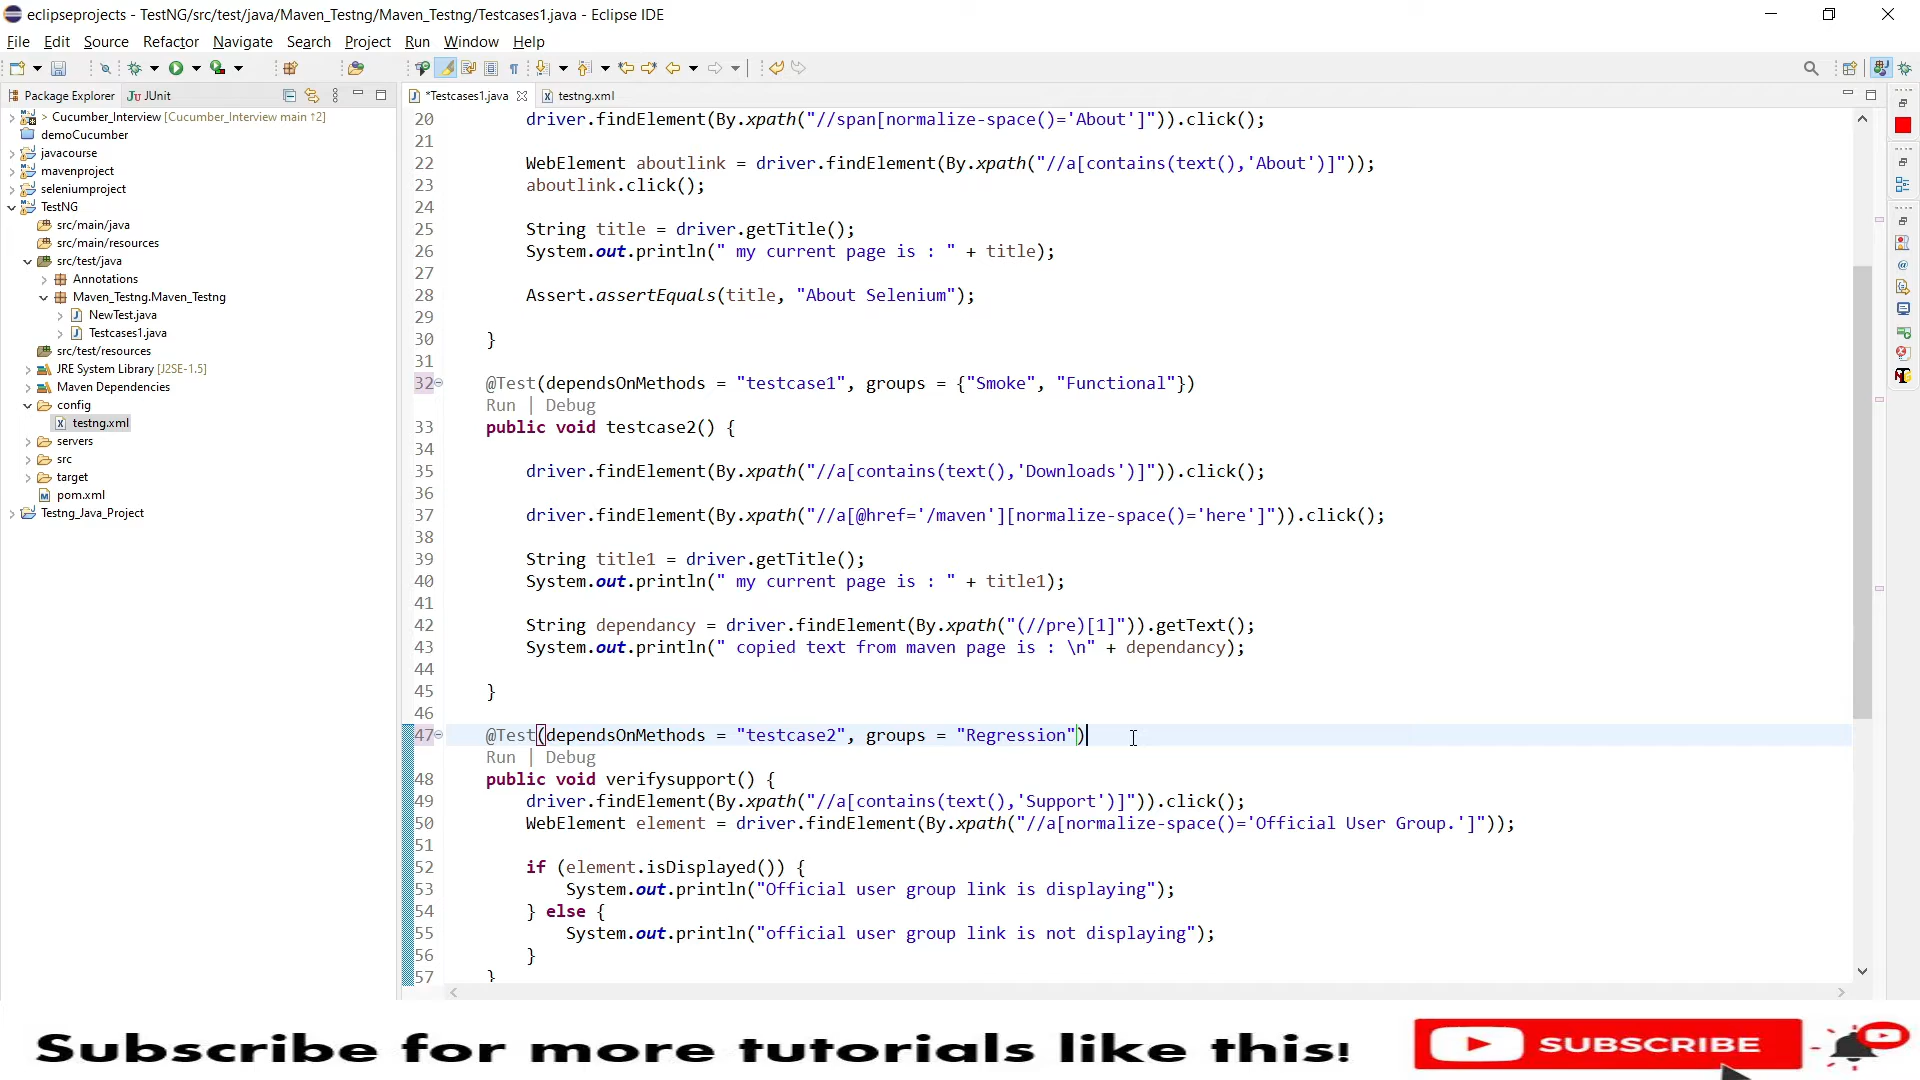 eclipseprojects - TestNG/src/test/java/Maven_Testng/Maven_Testng/Testcases1.java - Eclipse IDE
File Edit Source Refactor Navigate Search Project Run Window Help
Package Explorer JUnit
*Testcases1.java testng.xml
> Cucumber_Interview [Cucumber_Interview main ↑2]
demoCucumber
javacourse
mavenproject
seleniumproject
TestNG
src/main/java
src/main/resources
src/test/java
Annotations
Maven_Testng.Maven_Testng
NewTest.java
Testcases1.java
src/test/resources
JRE System Library [J2SE-1.5]
Maven Dependencies
config
testng.xml
servers
src
target
pom.xml
Testng_Java_Project
20 driver.findElement(By.xpath("//span[normalize-space()='About']")).click();
21
22 WebElement aboutlink = driver.findElement(By.xpath("//a[contains(text(),'About')]"));
23 aboutlink.click();
24
25 String title = driver.getTitle();
26 System.out.println(" my current page is : " + title);
27
28 Assert.assertEquals(title, "About Selenium");
29
30 }
31
32 @Test(dependsOnMethods = "testcase1", groups = {"Smoke", "Functional"})
Run | Debug
33 public void testcase2() {
34
35 driver.findElement(By.xpath("//a[contains(text(),'Downloads')]")).click();
36
37 driver.findElement(By.xpath("//a[@href='/maven'][normalize-space()='here']")).click();
38
39 String title1 = driver.getTitle();
40 System.out.println(" my current page is : " + title1);
41
42 String dependancy = driver.findElement(By.xpath("(//pre)[1]")).getText();
43 System.out.println(" copied text from maven page is : \n" + dependancy);
44
45 }
46
47 @Test(dependsOnMethods = "testcase2", groups = "Regression")
Run | Debug
48 public void verifysupport() {
49 driver.findElement(By.xpath("//a[contains(text(),'Support')]")).click();
50 WebElement element = driver.findElement(By.xpath("//a[normalize-space()='Official User Group.']"));
51
52 if (element.isDisplayed()) {
53 System.out.println("Official user group link is displaying");
54 } else {
55 System.out.println("official user group link is not displaying");
56 }
57 }
Subscribe for more tutorials like this!
SUBSCRIBE